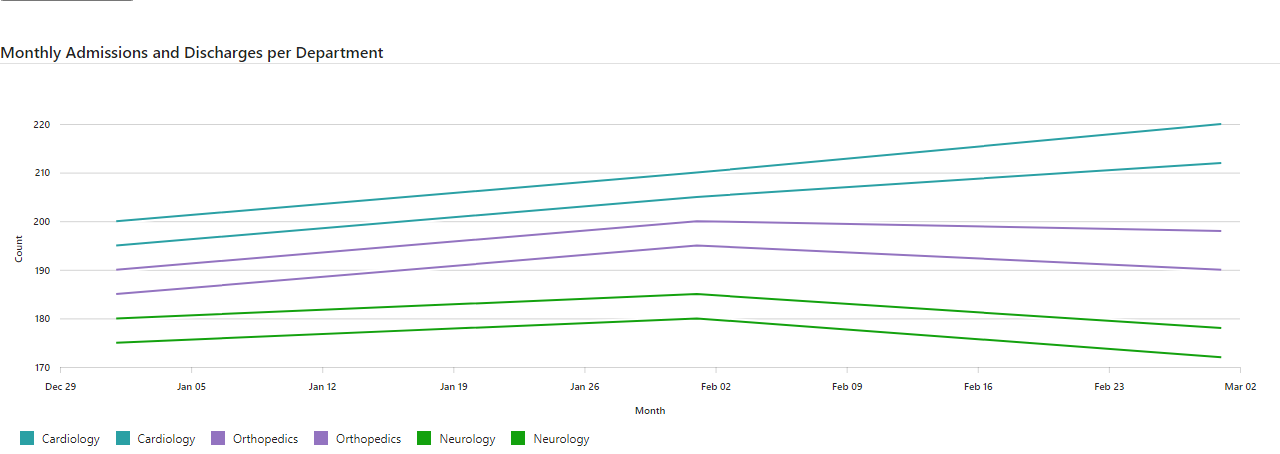 Monthly Admissions and Discharges per Department
220
210
200
190
180
170
Count
Dec 29 Jan 05 Jan 12 Jan 19 Jan 26 Feb 02 Feb 09 Feb 16 Feb 23 Mar 02
Month
Cardiology Cardiology Orthopedics Orthopedics Neurology Neurology